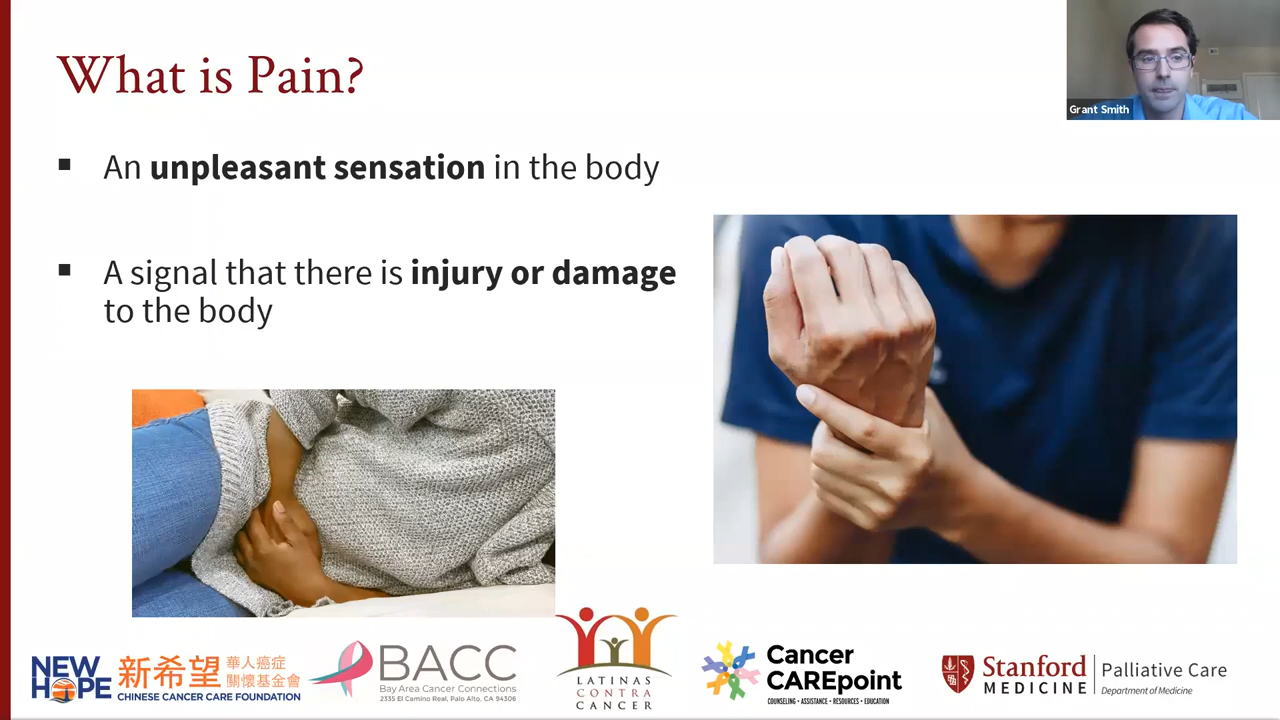 What is Pain?
Grant Smith
▪ An unpleasant sensation in the body
▪ A signal that there is injury or damage
to the body
NEW
HOPE
新希望
華人癌症
關懷基金會
CHINESE CANCER CARE FOUNDATION
BACC
Bay Area Cancer Connections
2335 El Camino Real, Palo Alto, CA 94306
LATINAS
CONTRA
CANCER
Cancer
CAREpoint
COUNSELING • ASSISTANCE • RESOURCES • EDUCATION
Stanford
MEDICINE
Palliative Care
Department of Medicine